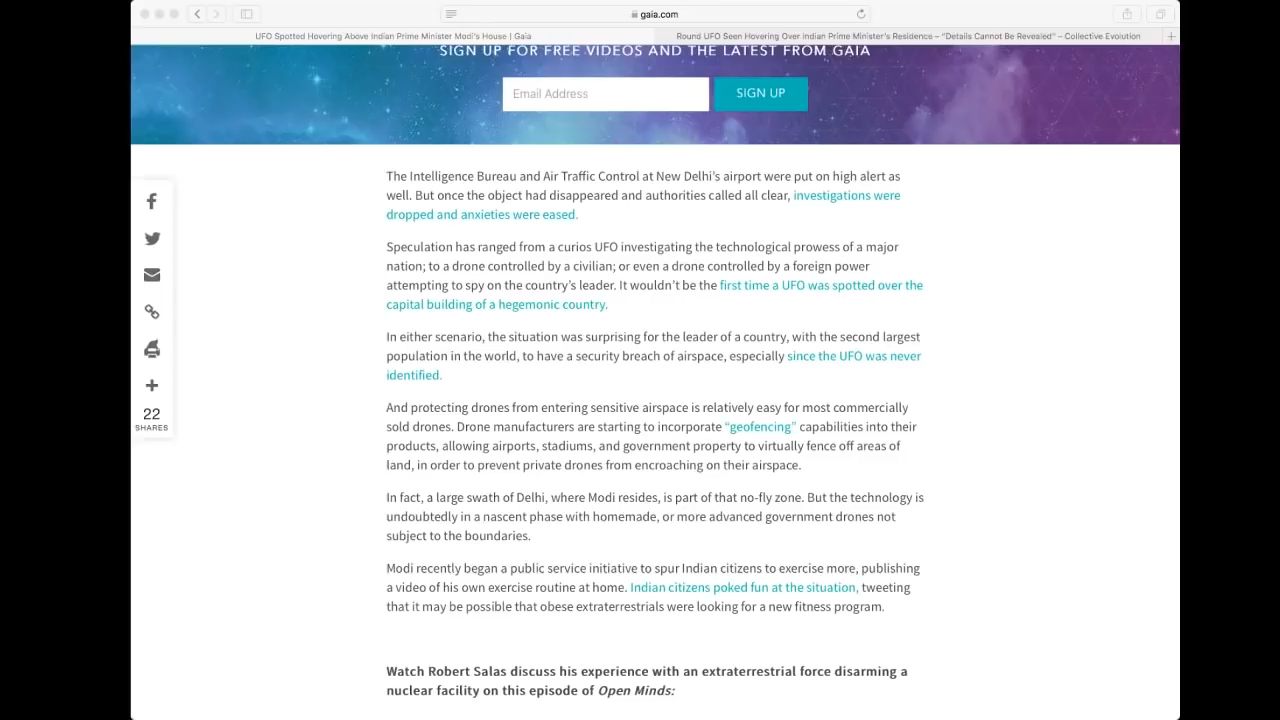 gaia.com
UFO Spotted Hovering Above Indian Prime Minister Modi's House | Gaia
Round UFO Seen Hovering Over Indian Prime Minister's Residence – "Details Cannot Be Revealed" – Collective Evolution
SIGN UP FOR FREE VIDEOS AND THE LATEST FROM GAIA
Email Address
SIGN UP
The Intelligence Bureau and Air Traffic Control at New Delhi's airport were put on high alert as
well. But once the object had disappeared and authorities called all clear, investigations were
dropped and anxieties were eased.
Speculation has ranged from a curios UFO investigating the technological prowess of a major
nation; to a drone controlled by a civilian; or even a drone controlled by a foreign power
attempting to spy on the country's leader. It wouldn't be the first time a UFO was spotted over the
capital building of a hegemonic country.
In either scenario, the situation was surprising for the leader of a country, with the second largest
population in the world, to have a security breach of airspace, especially since the UFO was never
identified.
And protecting drones from entering sensitive airspace is relatively easy for most commercially
sold drones. Drone manufacturers are starting to incorporate "geofencing" capabilities into their
products, allowing airports, stadiums, and government property to virtually fence off areas of
land, in order to prevent private drones from encroaching on their airspace.
In fact, a large swath of Delhi, where Modi resides, is part of that no-fly zone. But the technology is
undoubtedly in a nascent phase with homemade, or more advanced government drones not
subject to the boundaries.
Modi recently began a public service initiative to spur Indian citizens to exercise more, publishing
a video of his own exercise routine at home. Indian citizens poked fun at the situation, tweeting
that it may be possible that obese extraterrestrials were looking for a new fitness program.
Watch Robert Salas discuss his experience with an extraterrestrial force disarming a
nuclear facility on this episode of Open Minds:
22
SHARES